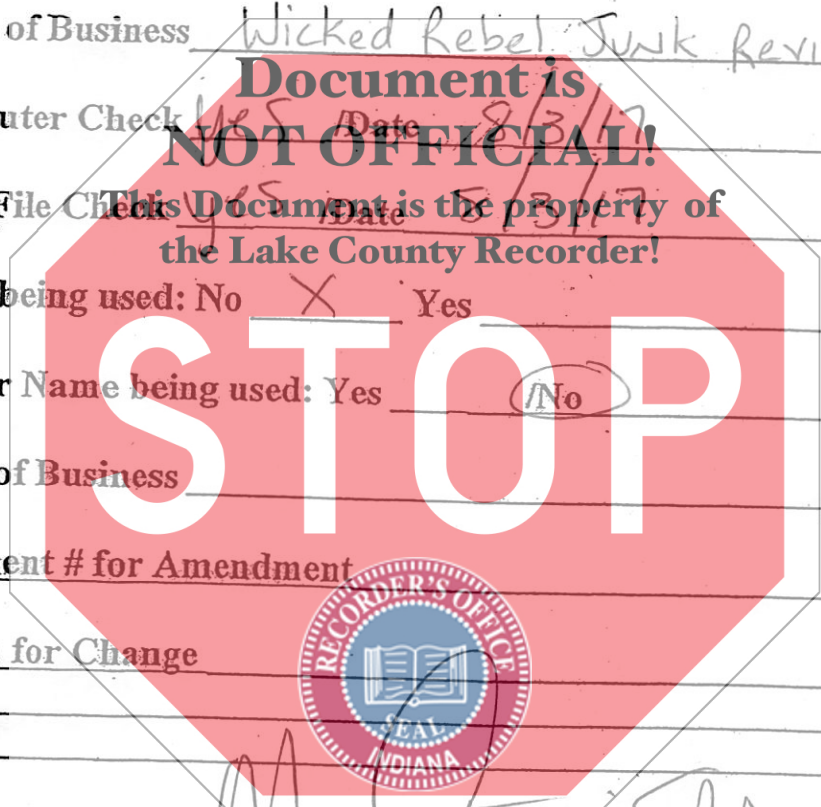 of Business Wicked Rebel Junk Revi
Document is
uter Check yes /Date 8/3/17
NOT OFFICIAL!
File Check yes /Date 8/3/17
This Document is the property of
the Lake County Recorder!
being used: No X Yes
r Name being used: Yes /No
STOP
of Business
ent # for Amendment
for Change
RECORDER'S OFFICE
SEAL
INDIANA